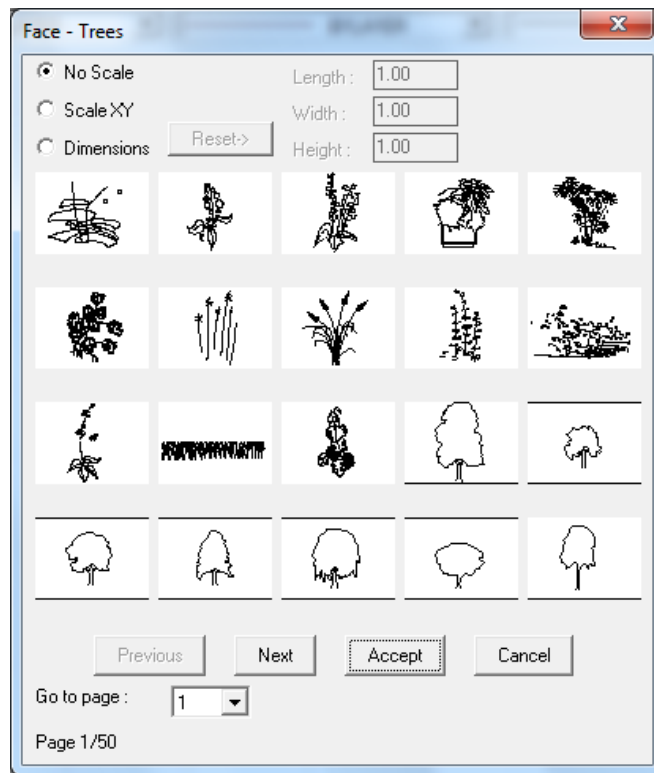 Face - Trees
No Scale
Length :
1.00
Scale XY
Width :
1.00
Dimensions
Reset->
Height :
1.00
Previous
Next
Accept
Cancel
Go to page :
1
Page 1/50